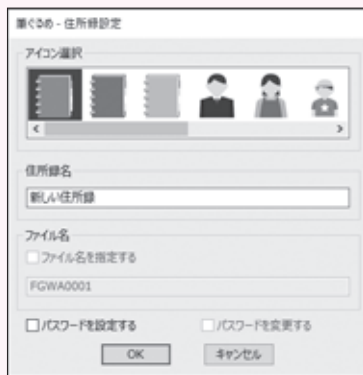 筆ぐるめ - 住所録設定
アイコン選択
住所録名
新しい住所録
ファイル名
ファイル名を指定する
FGWA0001
パスワードを設定する
パスワードを変更する
OK
キャンセル